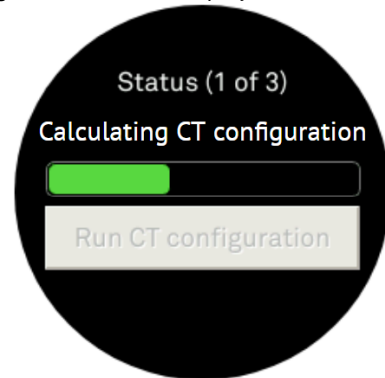 Status (1 of 3)
Calculating CT configuration
Run CT configuration